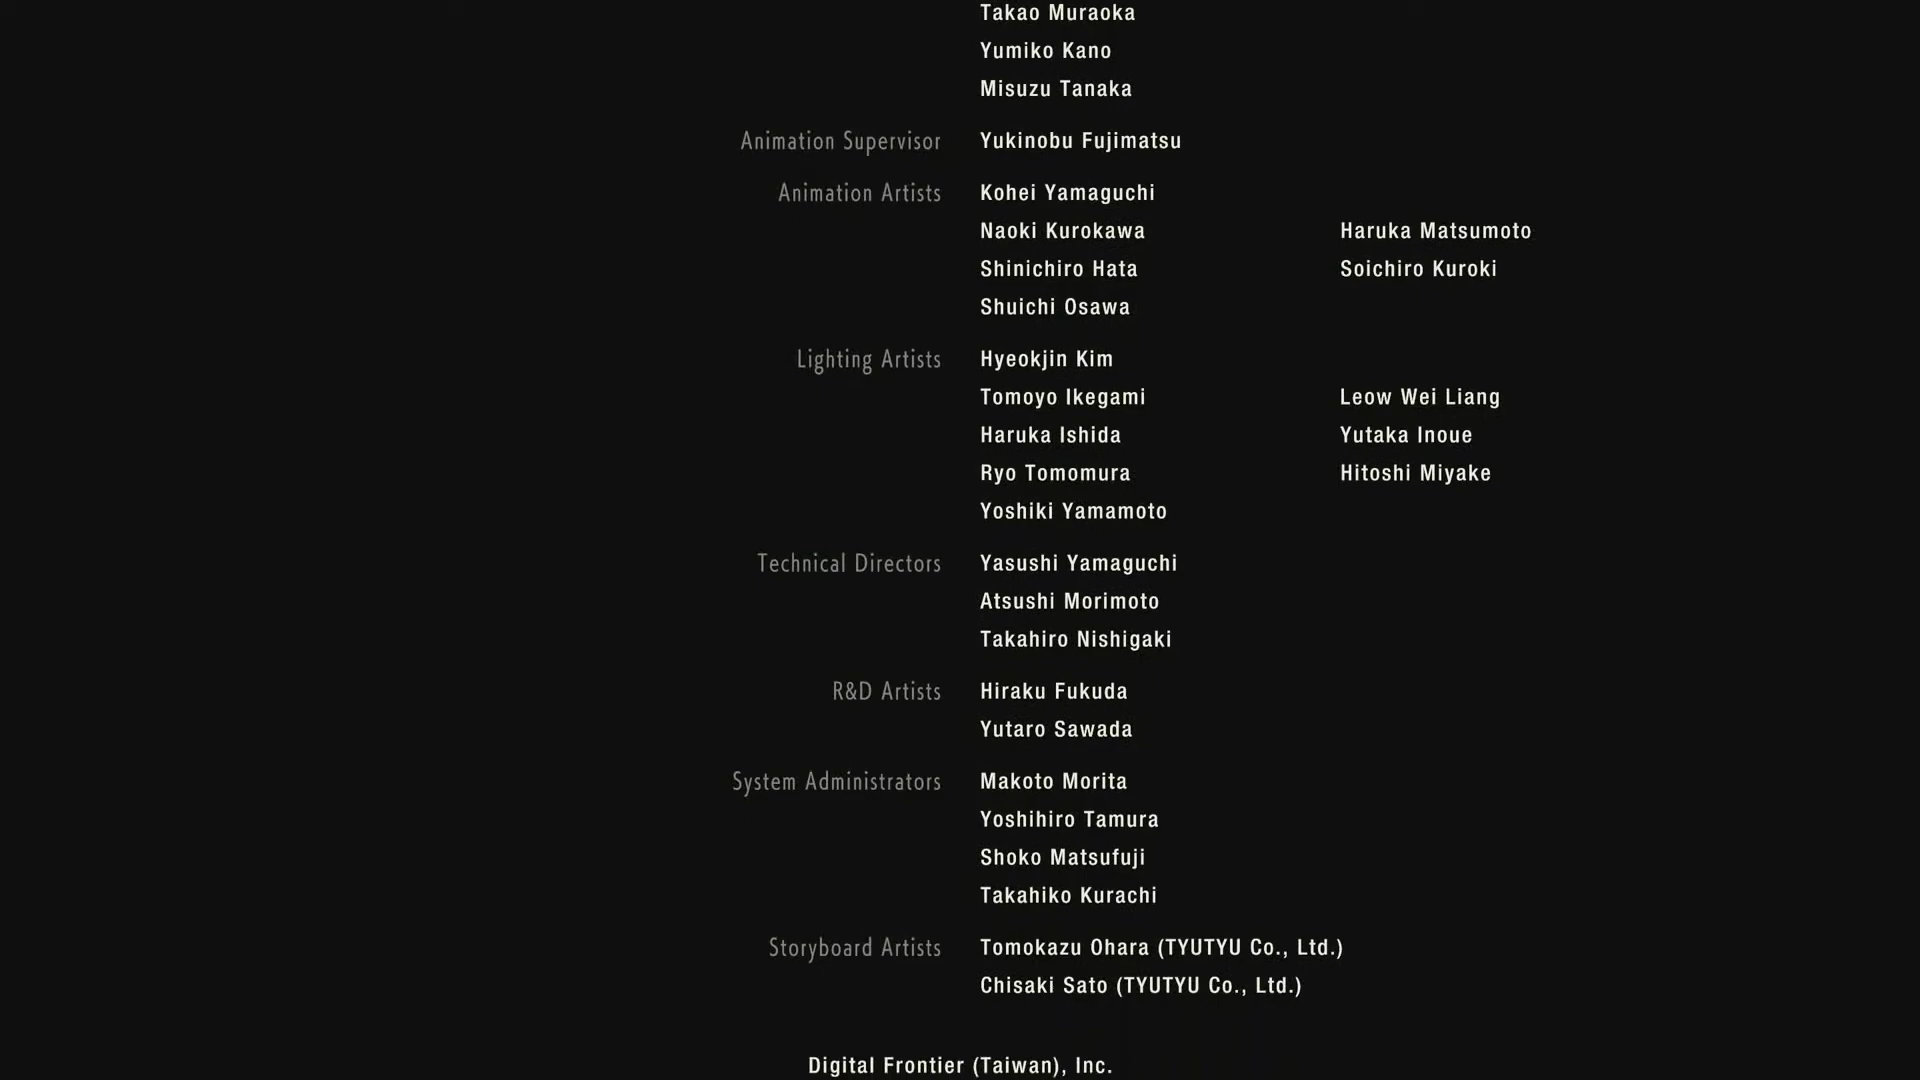 Takao Muraoka
Yumiko Kano
Misuzu Tanaka
Animation Supervisor Yukinobu Fujimatsu
Animation Artists Kohei Yamaguchi
Naoki Kurokawa Haruka Matsumoto
Shinichiro Hata Soichiro Kuroki
Shuichi Osawa
Lighting Artists Hyeokjin Kim
Tomoyo Ikegami Leow Wei Liang
Haruka Ishida Yutaka Inoue
Ryo Tomomura Hitoshi Miyake
Yoshiki Yamamoto
Technical Directors Yasushi Yamaguchi
Atsushi Morimoto
Takahiro Nishigaki
R&D Artists Hiraku Fukuda
Yutaro Sawada
System Administrators Makoto Morita
Yoshihiro Tamura
Shoko Matsufuji
Takahiko Kurachi
Storyboard Artists Tomokazu Ohara (TYUTYU Co., Ltd.)
Chisaki Sato (TYUTYU Co., Ltd.)
Digital Frontier (Taiwan), Inc.